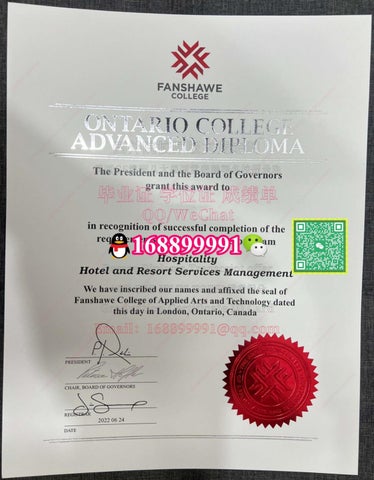 FANSHAWE
COLLEGE
ONTARIO COLLEGE
ADVANCED DIPLOMA
The President and the Board of Governors
grant this award to
毕业证 学位证 成绩单
QQ/WeChat
in recognition of successful completion of the
168899991
Hospitality
Hotel and Resort Services Management
We have inscribed our names and affixed the seal of
Fanshawe College of Applied Arts and Technology dated
this day in London, Ontario, Canada
Email: 168899991@qq.com
PRESIDENT
CHAIR, BOARD OF GOVERNORS
REGISTRAR
2022 06 24
DATE